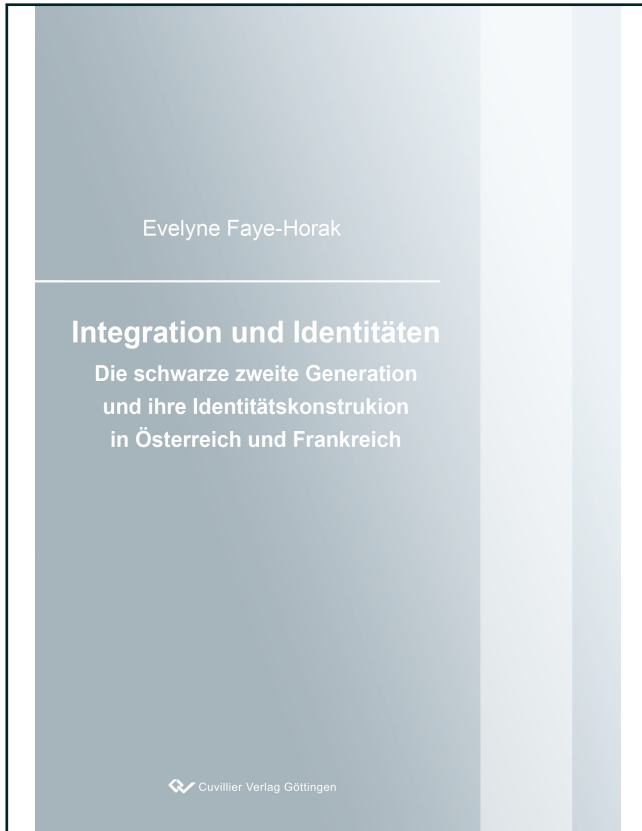 Evelyne Faye-Horak
Integration und Identitäten
Die schwarze zweite Generation
und ihre Identitätskonstrukion
in Österreich und Frankreich
Cuvillier Verlag Göttingen